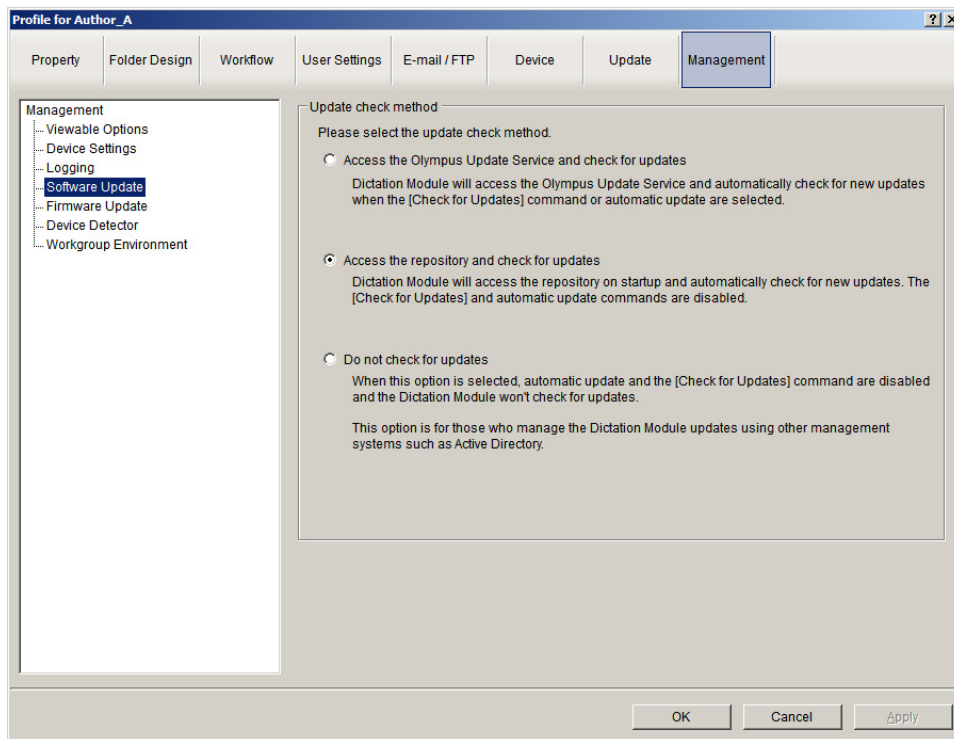 Profile for Author_A
Property
Folder Design
Workflow
User Settings
E-mail / FTP
Device
Update
Management
Management
Viewable Options
Device Settings
Logging
Software Update
Firmware Update
Device Detector
Workgroup Environment
Update check method
Please select the update check method.
Access the Olympus Update Service and check for updates
Dictation Module will access the Olympus Update Service and automatically check for new updates
when the [Check for Updates] command or automatic update are selected.
Access the repository and check for updates
Dictation Module will access the repository on startup and automatically check for new updates. The
[Check for Updates] and automatic update commands are disabled.
Do not check for updates
When this option is selected, automatic update and the [Check for Updates] command are disabled
and the Dictation Module won't check for updates.
This option is for those who manage the Dictation Module updates using other management
systems such as Active Directory.
OK
Cancel
Apply